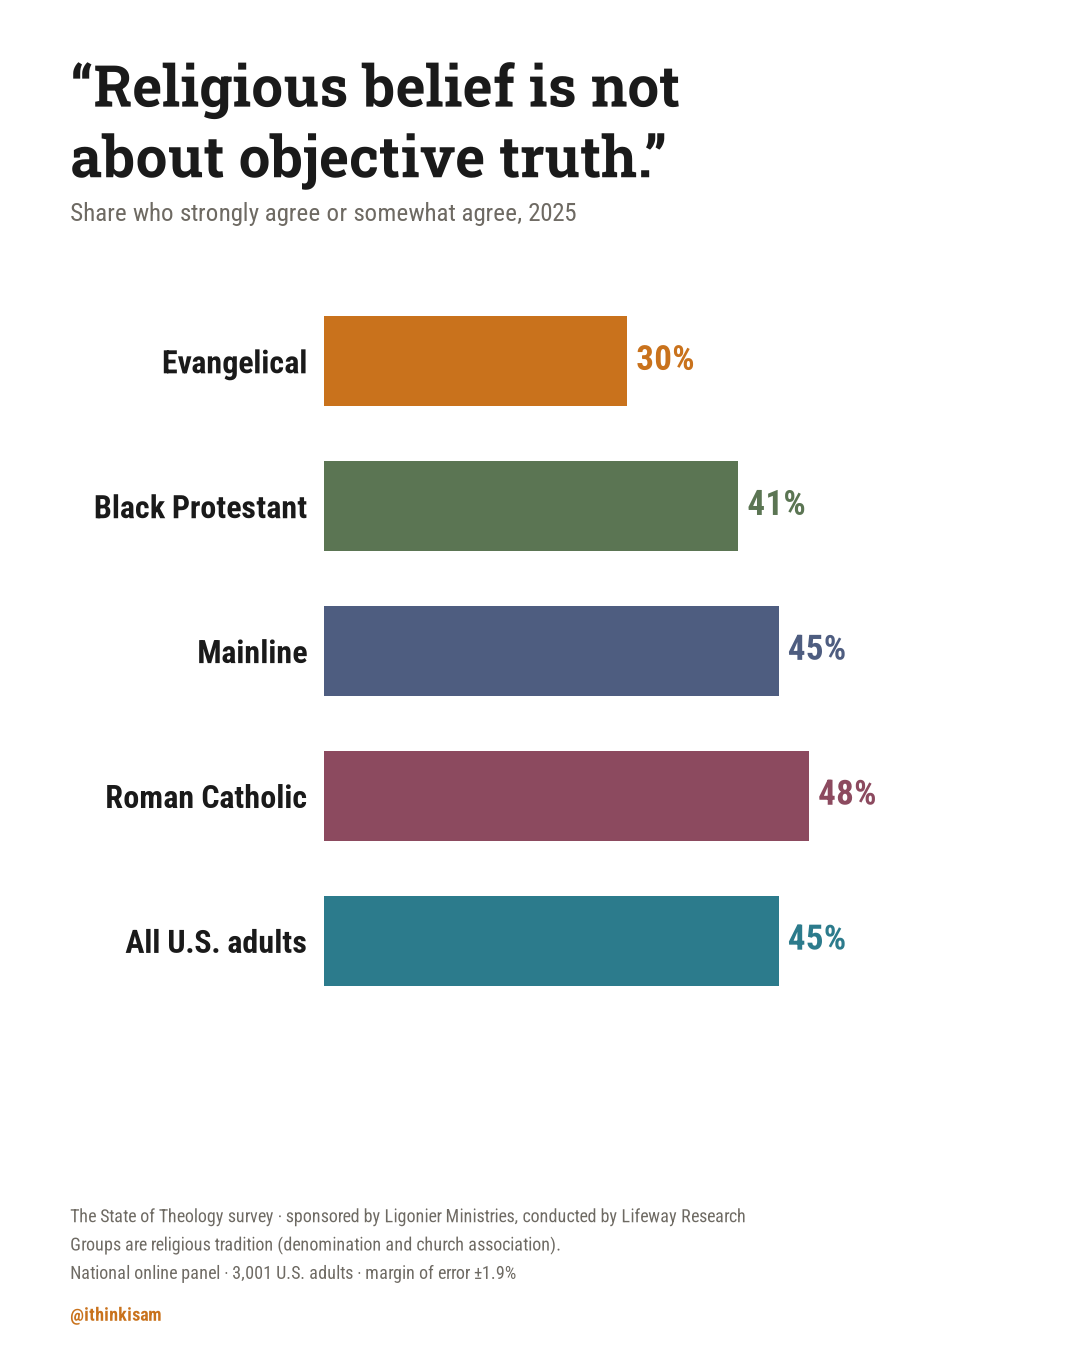 “Religious belief is not
about objective truth.”
Share who strongly agree or somewhat agree, 2025
Evangelical 30%
Black Protestant 41%
Mainline 45%
Roman Catholic 48%
All U.S. adults 45%
The State of Theology survey · sponsored by Ligonier Ministries, conducted by Lifeway Research
Groups are religious tradition (denomination and church association).
National online panel · 3,001 U.S. adults · margin of error ±1.9%
@ithinkisam